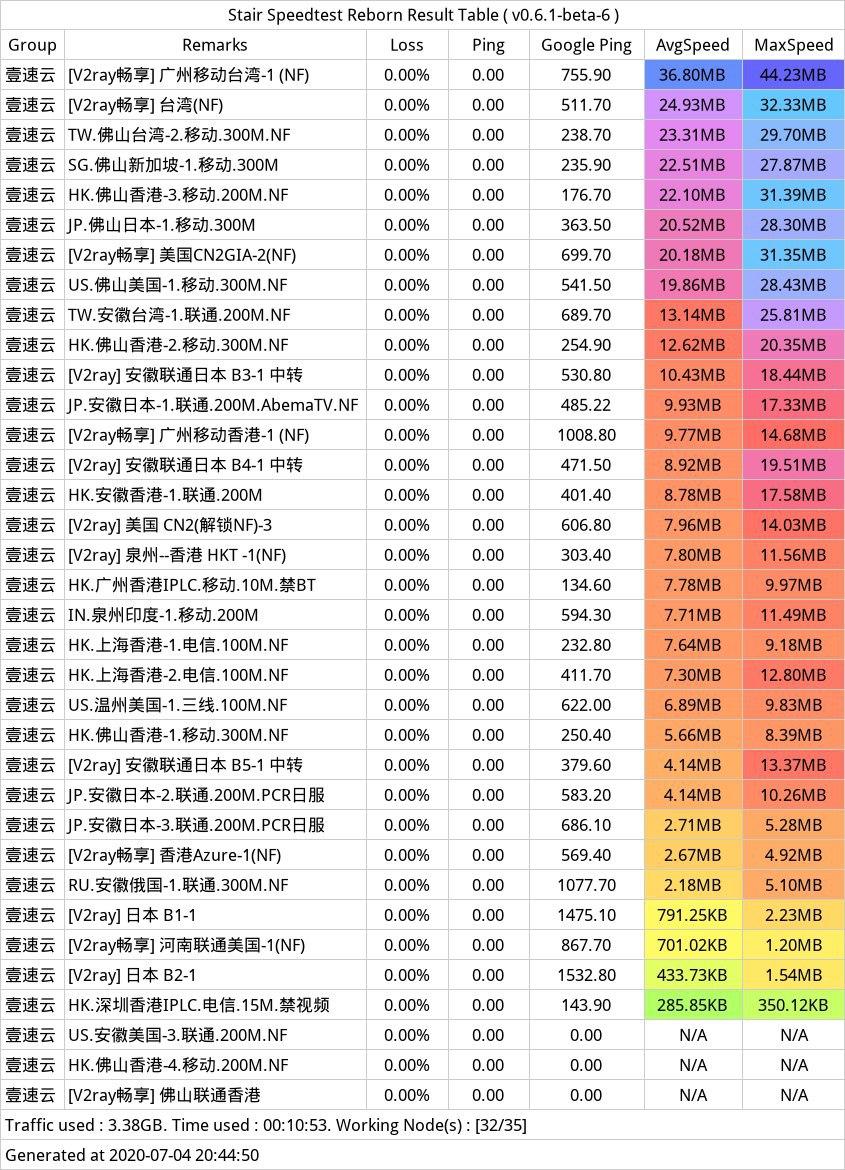 Stair Speedtest Reborn Result Table ( v0.6.1-beta-6 )
Group Remarks Loss Ping Google Ping AvgSpeed MaxSpeed
壹速云 [V2ray畅享] 广州移动台湾-1 (NF) 0.00% 0.00 755.90 36.80MB 44.23MB
壹速云 [V2ray畅享] 台湾(NF) 0.00% 0.00 511.70 24.93MB 32.33MB
壹速云 TW.佛山台湾-2.移动.300M.NF 0.00% 0.00 238.70 23.31MB 29.70MB
壹速云 SG.佛山新加坡-1.移动.300M 0.00% 0.00 235.90 22.51MB 27.87MB
壹速云 HK.佛山香港-3.移动.200M.NF 0.00% 0.00 176.70 22.10MB 31.39MB
壹速云 JP.佛山日本-1.移动.300M 0.00% 0.00 363.50 20.52MB 28.30MB
壹速云 [V2ray畅享] 美国CN2GIA-2(NF) 0.00% 0.00 699.70 20.18MB 31.35MB
壹速云 US.佛山美国-1.移动.300M.NF 0.00% 0.00 541.50 19.86MB 28.43MB
壹速云 TW.安徽台湾-1.联通.200M.NF 0.00% 0.00 689.70 13.14MB 25.81MB
壹速云 HK.佛山香港-2.移动.300M.NF 0.00% 0.00 254.90 12.62MB 20.35MB
壹速云 [V2ray] 安徽联通日本 B3-1 中转 0.00% 0.00 530.80 10.43MB 18.44MB
壹速云 JP.安徽日本-1.联通.200M.AbemaTV.NF 0.00% 0.00 485.22 9.93MB 17.33MB
壹速云 [V2ray畅享] 广州移动香港-1 (NF) 0.00% 0.00 1008.80 9.77MB 14.68MB
壹速云 [V2ray] 安徽联通日本 B4-1 中转 0.00% 0.00 471.50 8.92MB 19.51MB
壹速云 HK.安徽香港-1.联通.200M 0.00% 0.00 401.40 8.78MB 17.58MB
壹速云 [V2ray] 美国 CN2(解锁NF)-3 0.00% 0.00 606.80 7.96MB 14.03MB
壹速云 [V2ray] 泉州--香港 HKT -1(NF) 0.00% 0.00 303.40 7.80MB 11.56MB
壹速云 HK.广州香港IPLC.移动.10M.禁BT 0.00% 0.00 134.60 7.78MB 9.97MB
壹速云 IN.泉州印度-1.移动.200M 0.00% 0.00 594.30 7.71MB 11.49MB
壹速云 HK.上海香港-1.电信.100M.NF 0.00% 0.00 232.80 7.64MB 9.18MB
壹速云 HK.上海香港-2.电信.100M.NF 0.00% 0.00 411.70 7.30MB 12.80MB
壹速云 US.温州美国-1.三线.100M.NF 0.00% 0.00 622.00 6.89MB 9.83MB
壹速云 HK.佛山香港-1.移动.300M.NF 0.00% 0.00 250.40 5.66MB 8.39MB
壹速云 [V2ray] 安徽联通日本 B5-1 中转 0.00% 0.00 379.60 4.14MB 13.37MB
壹速云 JP.安徽日本-2.联通.200M.PCR日服 0.00% 0.00 583.20 4.14MB 10.26MB
壹速云 JP.安徽日本-3.联通.200M.PCR日服 0.00% 0.00 686.10 2.71MB 5.28MB
壹速云 [V2ray畅享] 香港Azure-1(NF) 0.00% 0.00 569.40 2.67MB 4.92MB
壹速云 RU.安徽俄国-1.联通.300M.NF 0.00% 0.00 1077.70 2.18MB 5.10MB
壹速云 [V2ray] 日本 B1-1 0.00% 0.00 1475.10 791.25KB 2.23MB
壹速云 [V2ray畅享] 河南联通美国-1(NF) 0.00% 0.00 867.70 701.02KB 1.20MB
壹速云 [V2ray] 日本 B2-1 0.00% 0.00 1532.80 433.73KB 1.54MB
壹速云 HK.深圳香港IPLC.电信.15M.禁视频 0.00% 0.00 143.90 285.85KB 350.12KB
壹速云 US.安徽美国-3.联通.200M.NF 0.00% 0.00 0.00 N/A N/A
壹速云 HK.佛山香港-4.移动.200M.NF 0.00% 0.00 0.00 N/A N/A
壹速云 [V2ray畅享] 佛山联通香港 0.00% 0.00 0.00 N/A N/A
Traffic used : 3.38GB. Time used : 00:10:53. Working Node(s) : [32/35]
Generated at 2020-07-04 20:44:50